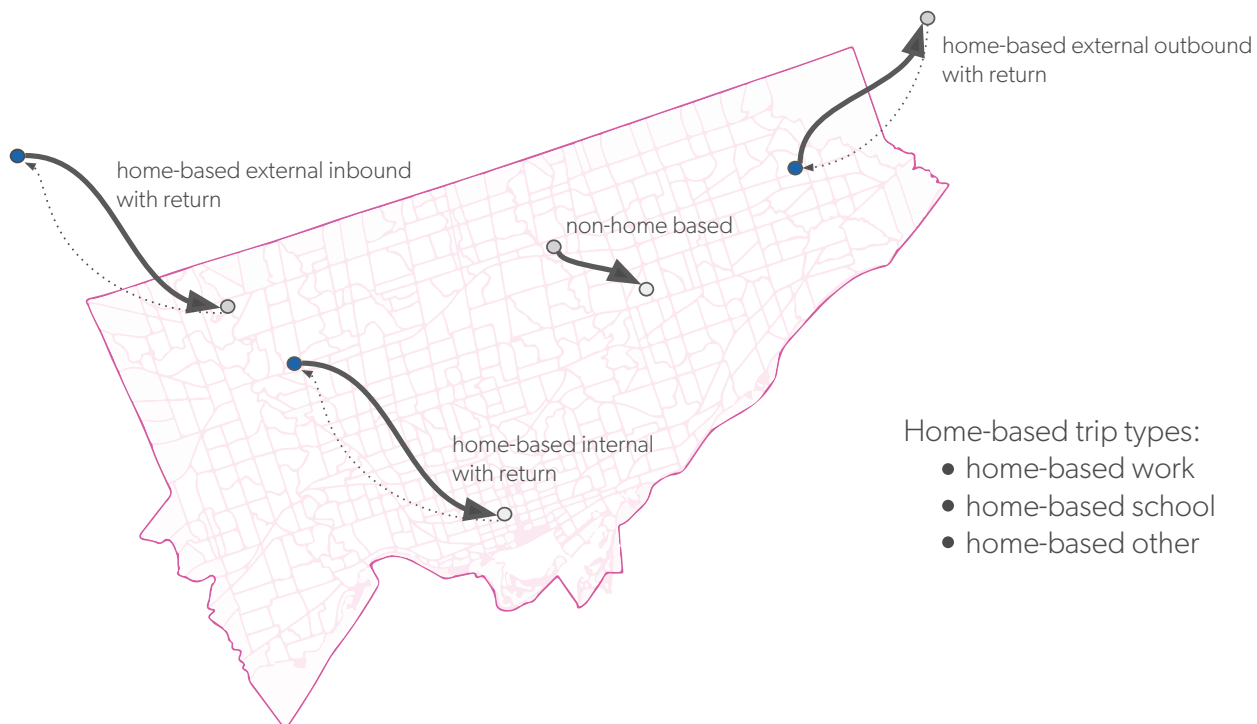 home-based external outbound
with return
home-based external inbound
with return
non-home based
home-based internal
with return
Home-based trip types:
• home-based work
• home-based school
• home-based other